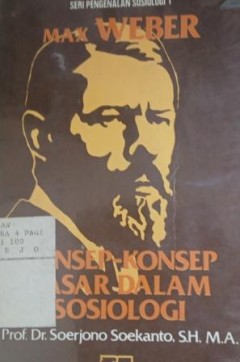 SERI PENGENALAN SOSIOLOGI 1
MAX WEBER
NSEP-KONSEP
ASAR DALAM
SOSIOLOGI
Prof. Dr. Soerjono Soekanto, S.H. M.A.